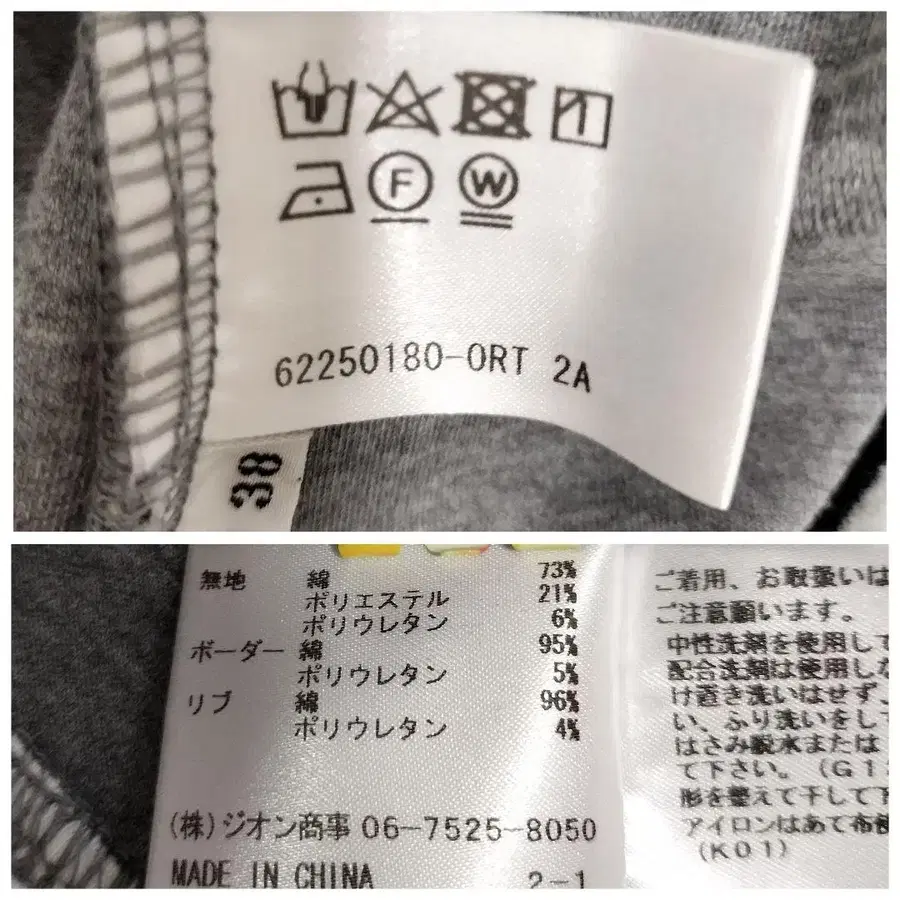 F W
62250180-ORT 2A
38
無地 綿 73%
ポリエステル 21%
ポリウレタン 6%
ボーダー 綿 95%
ポリウレタン 5%
リブ 綿 96%
ポリウレタン 4%
(株)ジオン商事 06-7525-8050
MADE IN CHINA 2-1
ご着用、お取扱いは
ご注意願います。
中性洗剤を使用して
配合洗剤は使用しな
け置き洗いはせず、
い、ふり洗いをして
はさみ脱水または
て下さい。(G1
形を整えて干して下
アイロンはあて布使
(K01)